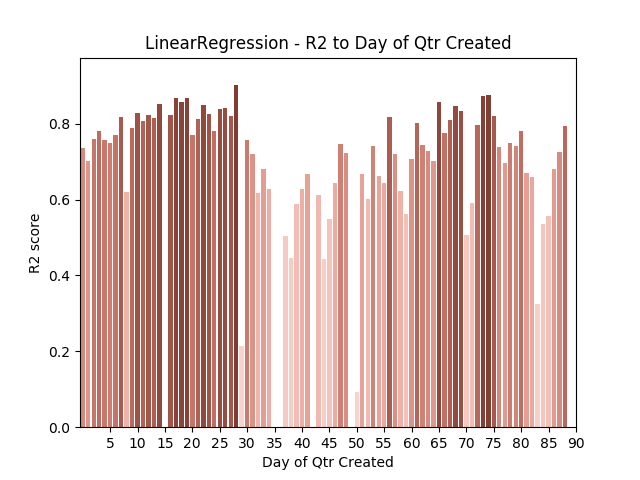 LinearRegression - R2 to Day of Qtr Created
R2 score
0.8
0.6
0.4
0.2
0.0
5 10 15 20 25 30 35 40 45 50 55 60 65 70 75 80 85 90
Day of Qtr Created